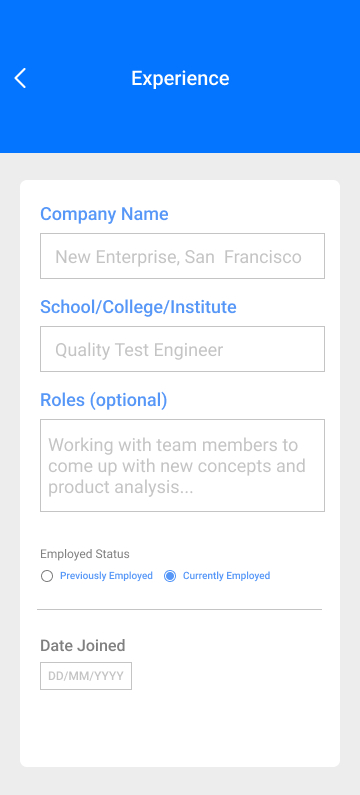 Experience
Company Name
New Enterprise, San Francisco
School/College/Institute
Quality Test Engineer
Roles (optional)
Working with team members to
come up with new concepts and
product analysis...
Employed Status
Previously Employed Currently Employed
Date Joined
DD/MM/YYYY